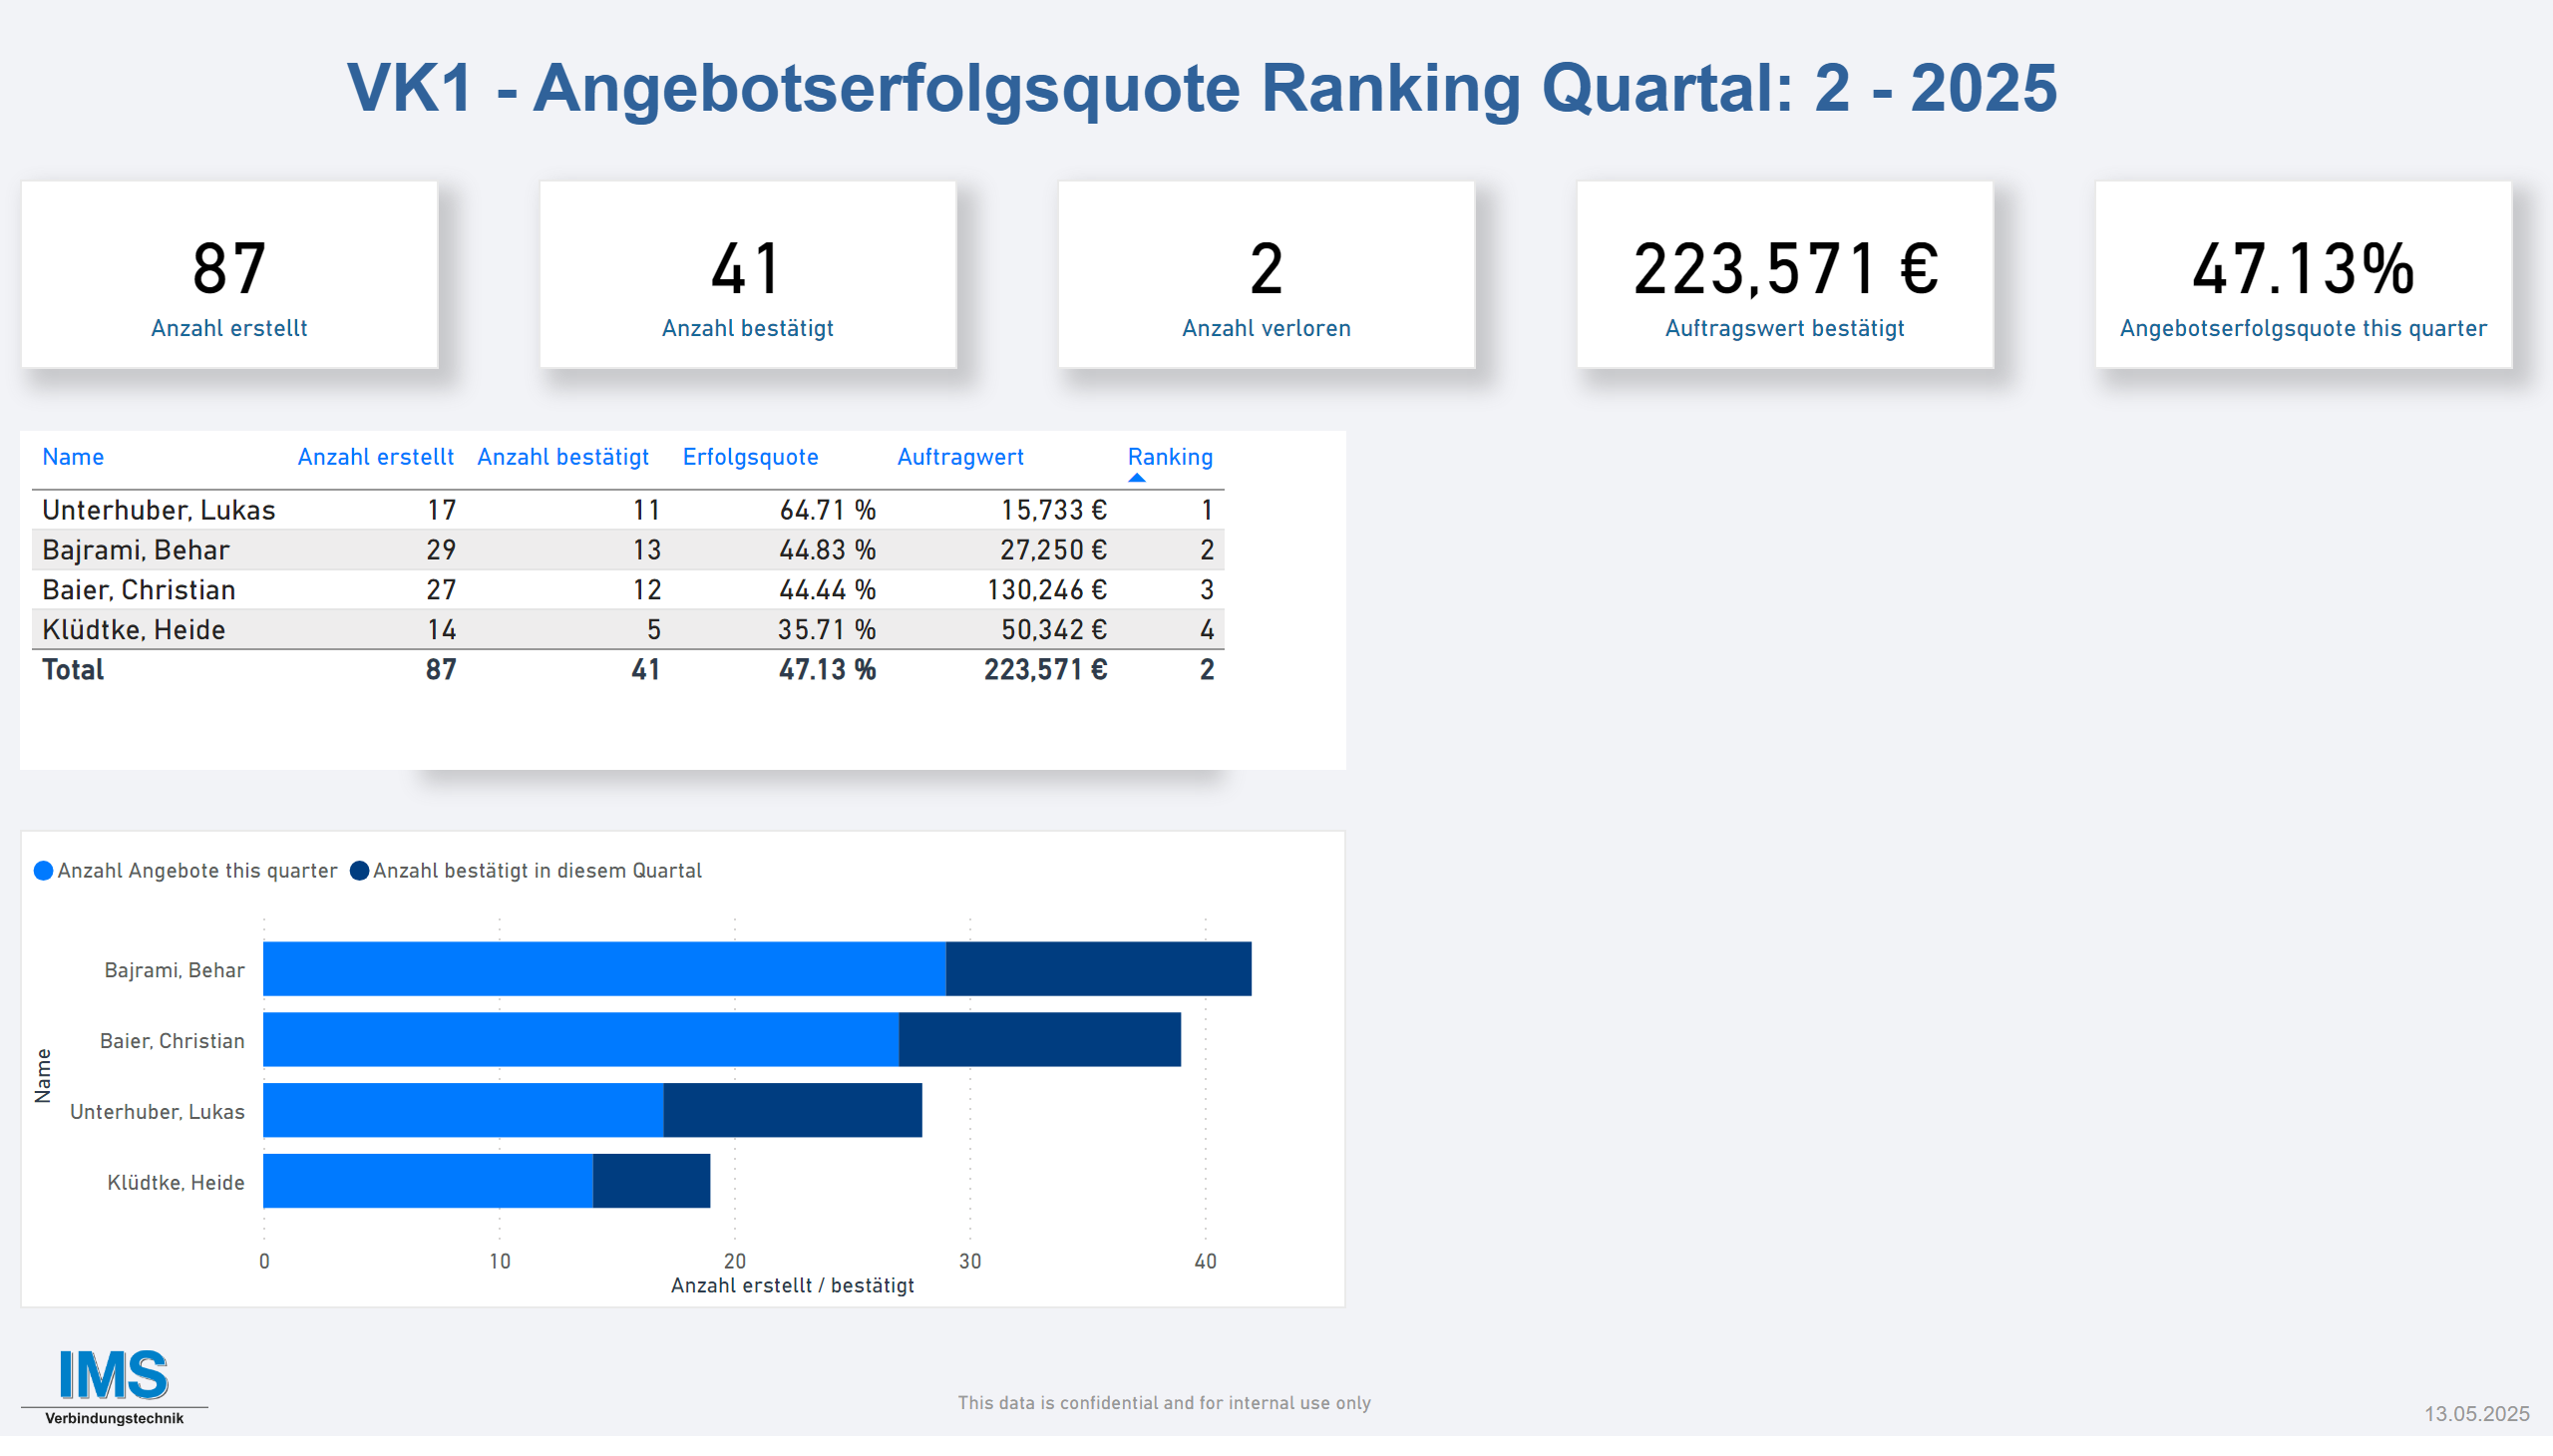 VK1 - Angebotserfolgsquote Ranking Quartal: 2 - 2025
87
Anzahl erstellt
41
Anzahl bestätigt
2
Anzahl verloren
223,571 €
Auftragswert bestätigt
47.13%
Angebotserfolgsquote this quarter
Name Anzahl erstellt Anzahl bestätigt Erfolgsquote Auftragwert Ranking
Unterhuber, Lukas 17 11 64.71 % 15,733 € 1
Bajrami, Behar 29 13 44.83 % 27,250 € 2
Baier, Christian 27 12 44.44 % 130,246 € 3
Klüdtke, Heide 14 5 35.71 % 50,342 € 4
Total 87 41 47.13 % 223,571 € 2
Anzahl Angebote this quarter Anzahl bestätigt in diesem Quartal
Name
Bajrami, Behar
Baier, Christian
Unterhuber, Lukas
Klüdtke, Heide
0 10 20 30 40
Anzahl erstellt / bestätigt
IMS
Verbindungstechnik
This data is confidential and for internal use only
13.05.2025